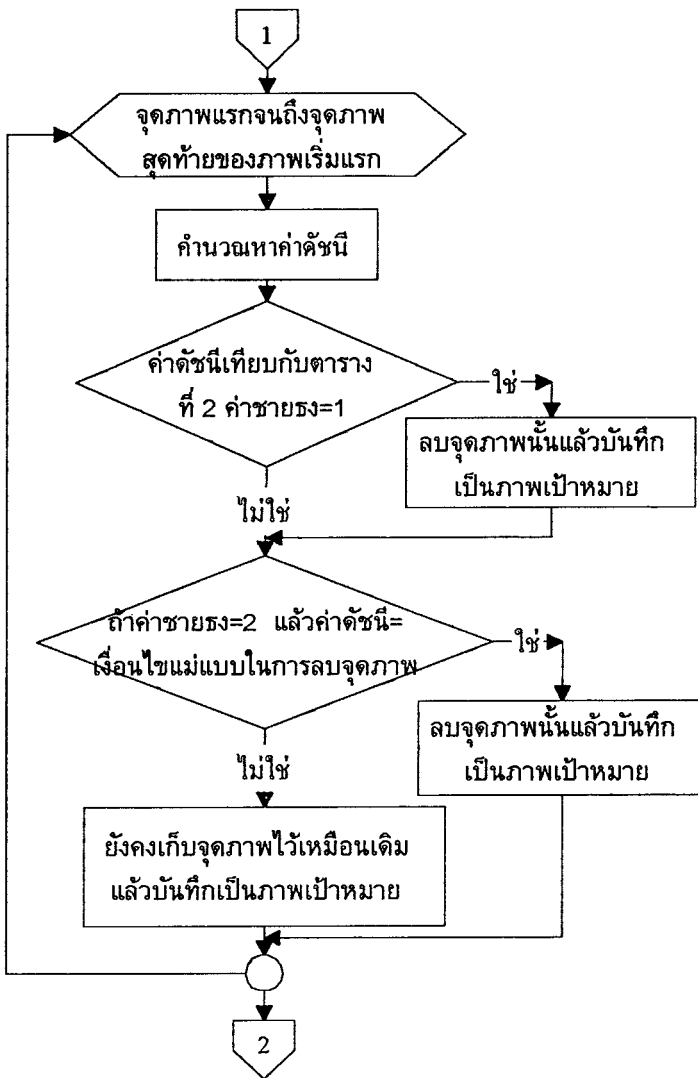 1
จุดภาพแรกจนถึงจุดภาพ
สุดท้ายของภาพเริ่มแรก
คำนวณหาค่าดัชนี
ค่าดัชนีเทียบกับตาราง
ที่ 2 ค่าชายธง=1
ใช่
ลบจุดภาพนั้นแล้วบันทึก
เป็นภาพเป้าหมาย
ไม่ใช่
ถ้าค่าชายธง=2 แล้วค่าดัชนี=
เงื่อนไขแม่แบบในการลบจุดภาพ
ใช่
ลบจุดภาพนั้นแล้วบันทึก
เป็นภาพเป้าหมาย
ไม่ใช่
ยังคงเก็บจุดภาพไว้เหมือนเดิม
แล้วบันทึกเป็นภาพเป้าหมาย
2